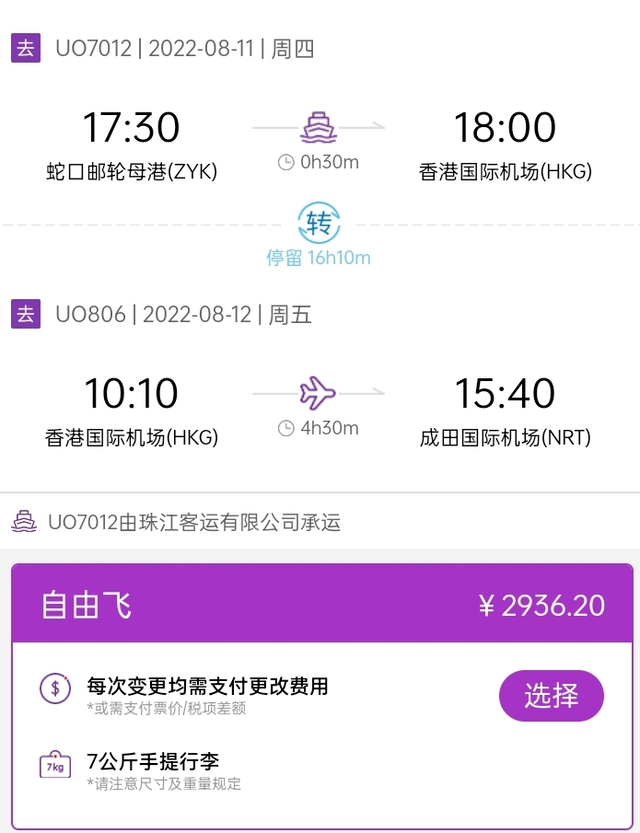 去 UO7012 | 2022-08-11 | 周四
17:30 18:00
蛇口邮轮母港(ZYK) 0h30m 香港国际机场(HKG)
转
停留 16h10m
去 UO806 | 2022-08-12 | 周五
10:10 15:40
香港国际机场(HKG) 4h30m 成田国际机场(NRT)
UO7012由珠江客运有限公司承运
自由飞 ¥ 2936.20
$ 每次变更均需支付更改费用 选择
*或需支付票价/税项差额
7kg 7公斤手提行李
*请注意尺寸及重量规定